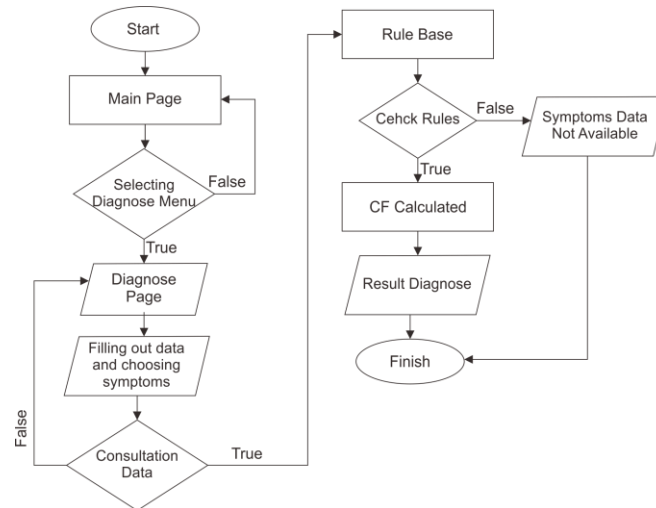 Start
Main Page
Selecting
Diagnose Menu
False
True
Diagnose
Page
Filling out data
and choosing
symptoms
False
Consultation
Data
True
Rule Base
Cehck Rules
False
Symptoms Data
Not Available
True
CF Calculated
Result Diagnose
Finish